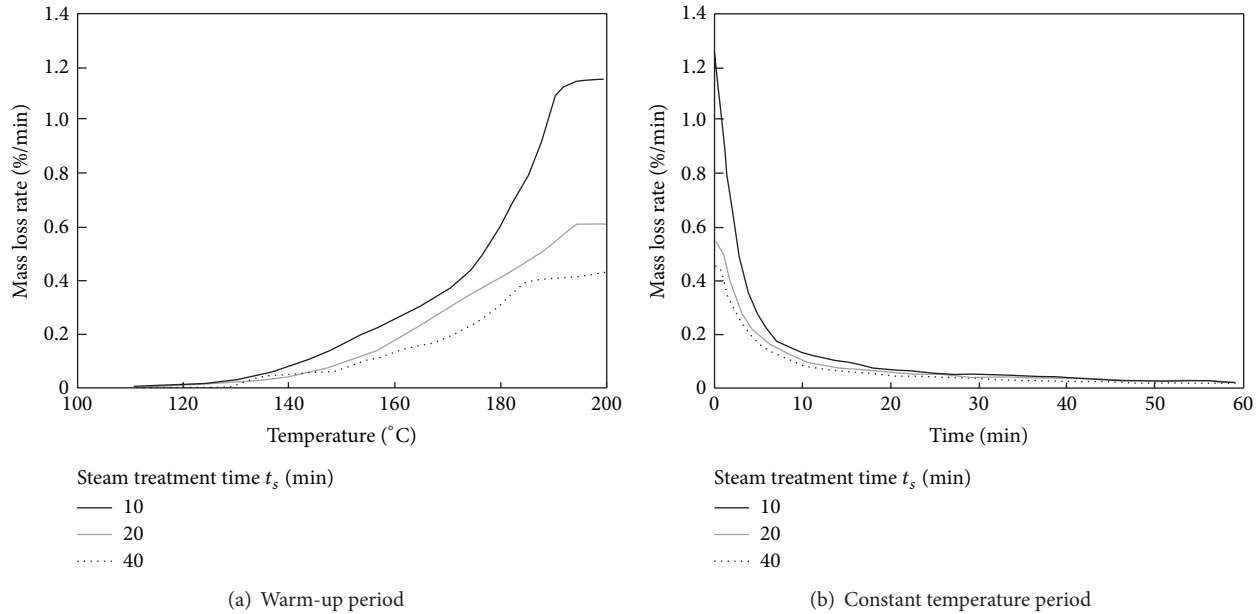 1.4
1.2
1.0
0.8
0.6
0.4
0.2
0
Mass loss rate (%/min)
100 120 140 160 180 200
Temperature (°C)
Steam treatment time t_s (min)
10
20
40
(a) Warm-up period
1.4
1.2
1.0
0.8
0.6
0.4
0.2
0
Mass loss rate (%/min)
0 10 20 30 40 50 60
Time (min)
Steam treatment time t_s (min)
10
20
40
(b) Constant temperature period